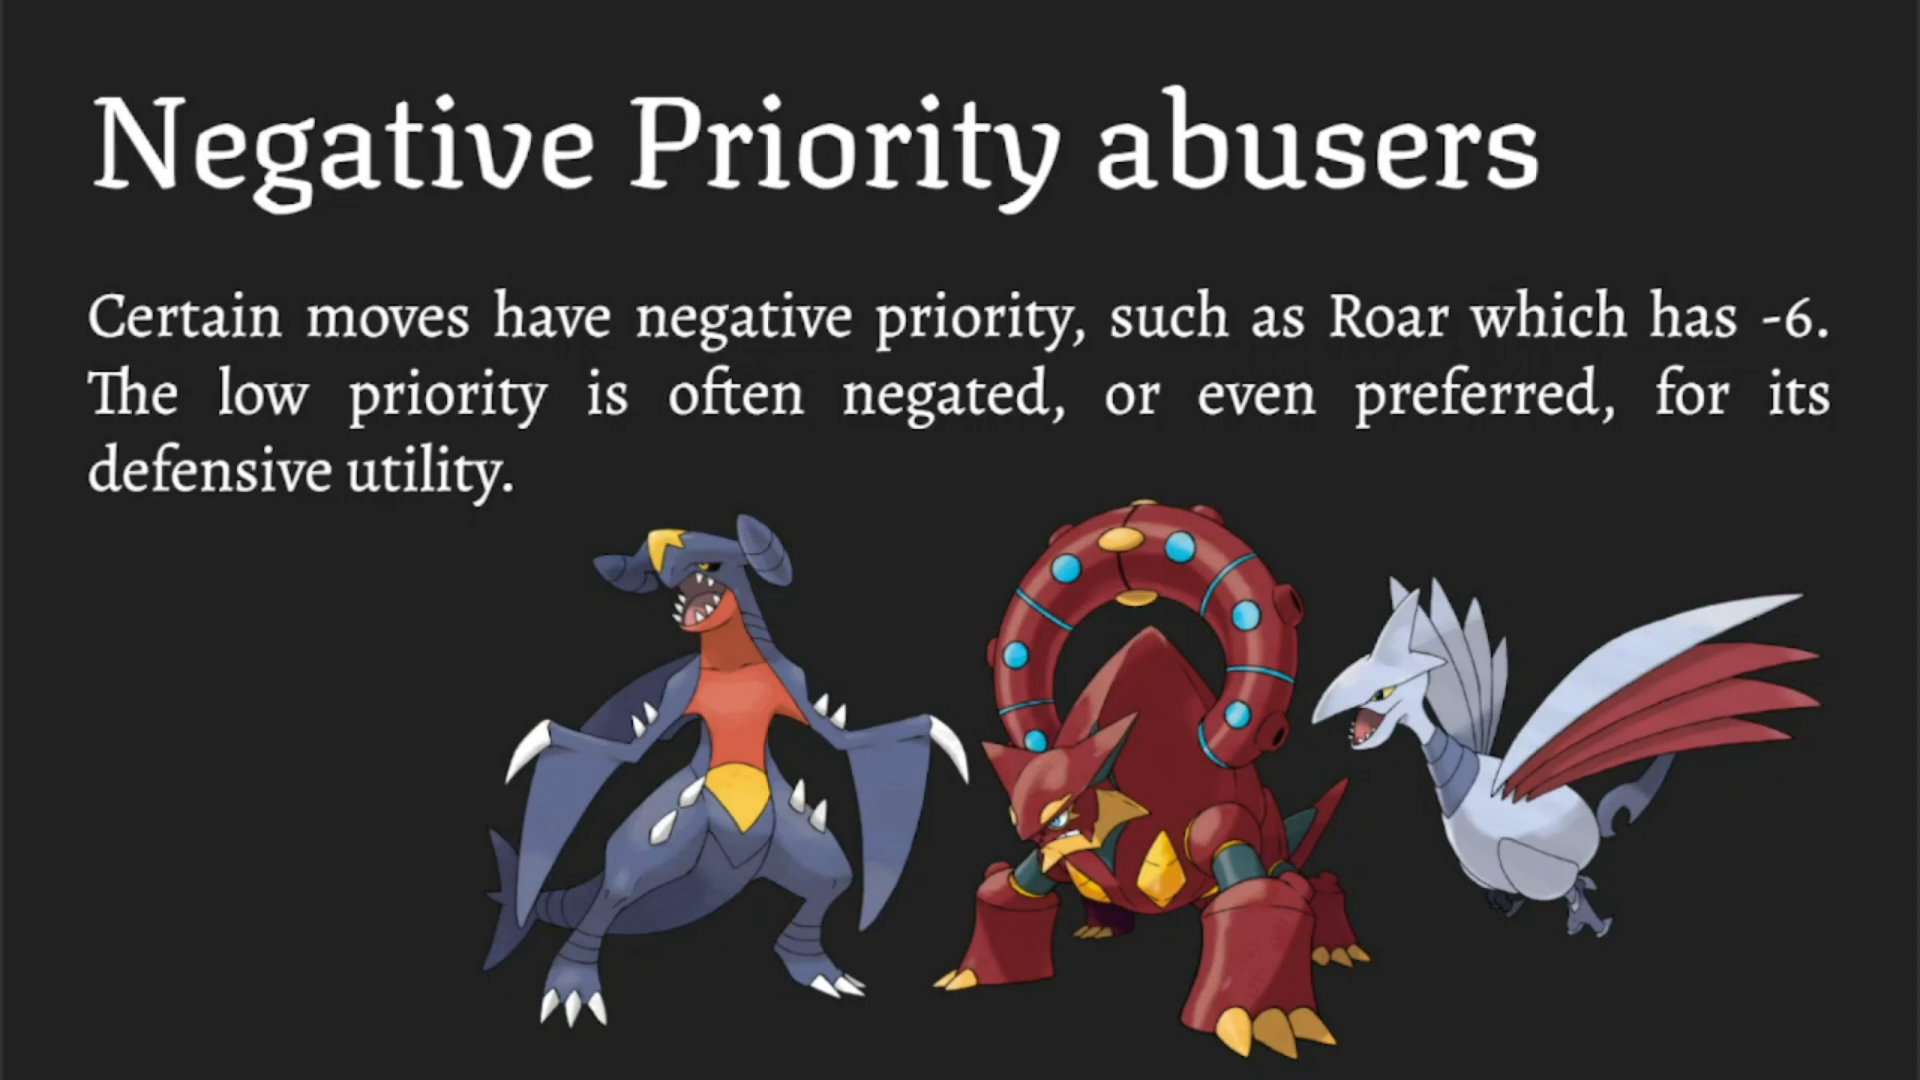 Negative Priority abusers
Certain moves have negative priority, such as Roar which has -6.
The low priority is often negated, or even preferred, for its
defensive utility.